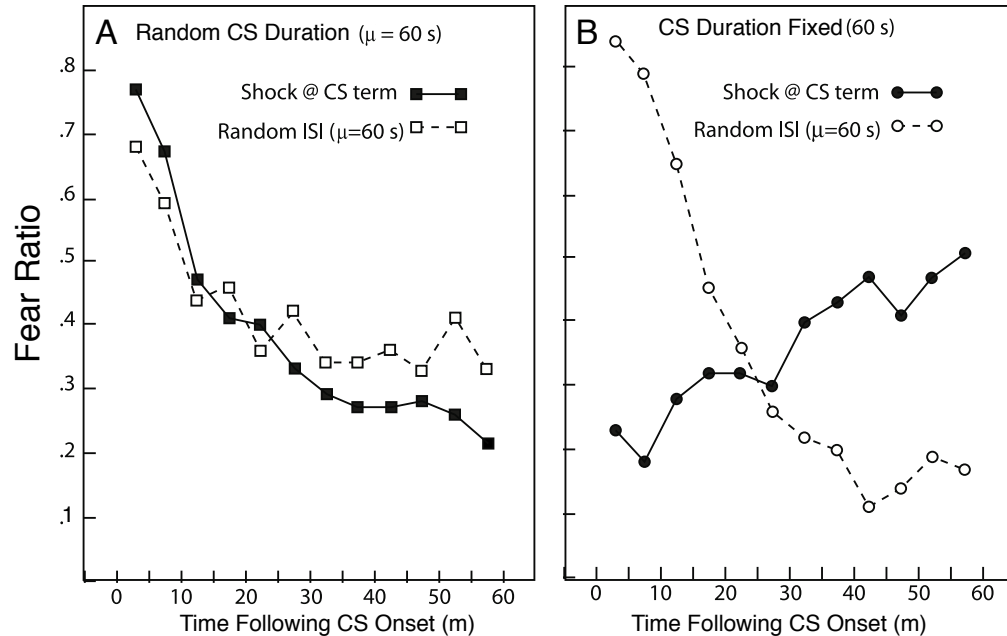 A Random CS Duration (μ = 60 s)
Shock @ CS term
Random ISI (μ=60 s)
.8
.7
.6
.5
.4
.3
.2
.1
Fear Ratio
0 10 20 30 40 50 60
Time Following CS Onset (m)
B CS Duration Fixed (60 s)
Shock @ CS term
Random ISI (μ=60 s)
0 10 20 30 40 50 60
Time Following CS Onset (m)